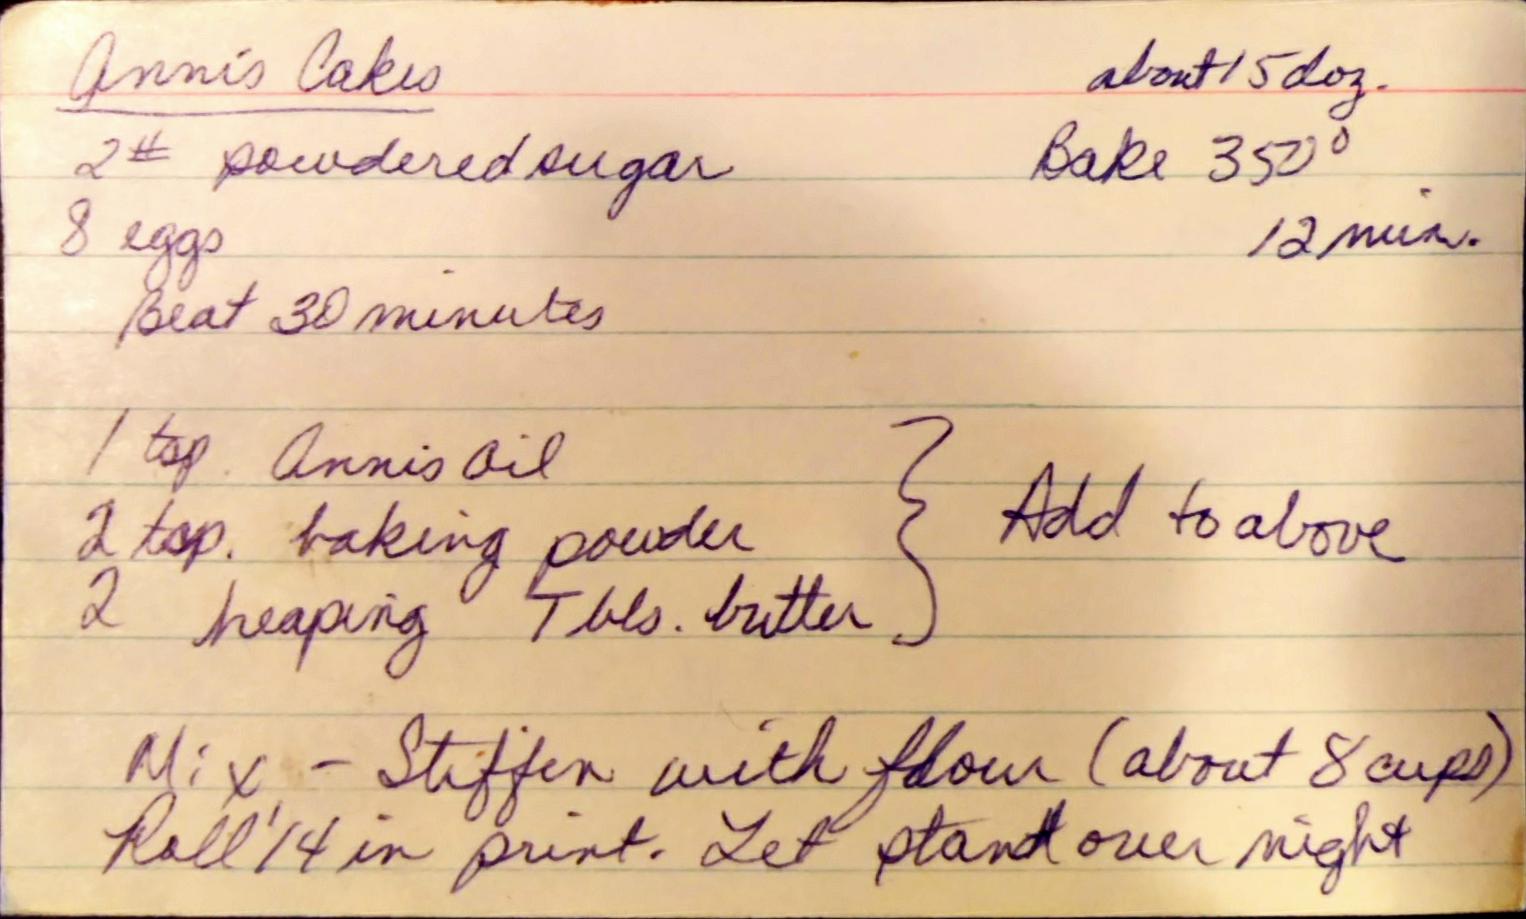 Annis Cakes
about 15 doz.
2# powdered sugar
Bake 350°
8 eggs
12 min.
Beat 30 minutes
1 tsp. Annis Oil
2 tsp. baking powder
Add to above
2 heaping Tbls. butter
Mix - Stiffen with flour (about 8 cups)
Roll 1/4 in print. Let stand over night